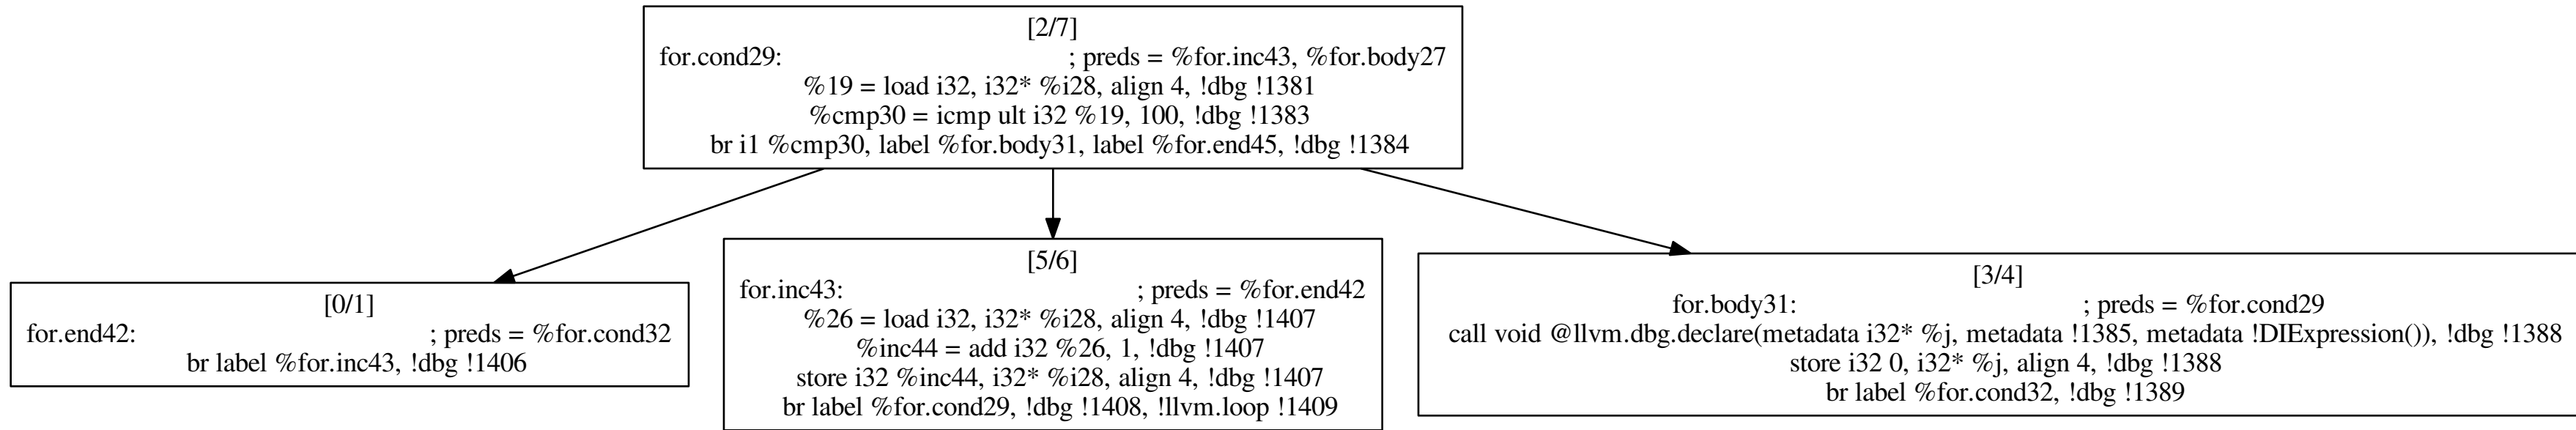 [2/7]
for.cond29: ; preds = %for.inc43, %for.body27
%19 = load i32, i32* %i28, align 4, !dbg !1381
%cmp30 = icmp ult i32 %19, 100, !dbg !1383
br i1 %cmp30, label %for.body31, label %for.end45, !dbg !1384
[0/1]
for.end42: ; preds = %for.cond32
br label %for.inc43, !dbg !1406
[5/6]
for.inc43: ; preds = %for.end42
%26 = load i32, i32* %i28, align 4, !dbg !1407
%inc44 = add i32 %26, 1, !dbg !1407
store i32 %inc44, i32* %i28, align 4, !dbg !1407
br label %for.cond29, !dbg !1408, !llvm.loop !1409
[3/4]
for.body31: ; preds = %for.cond29
call void @llvm.dbg.declare(metadata i32* %j, metadata !1385, metadata !DIExpression()), !dbg !1388
store i32 0, i32* %j, align 4, !dbg !1388
br label %for.cond32, !dbg !1389